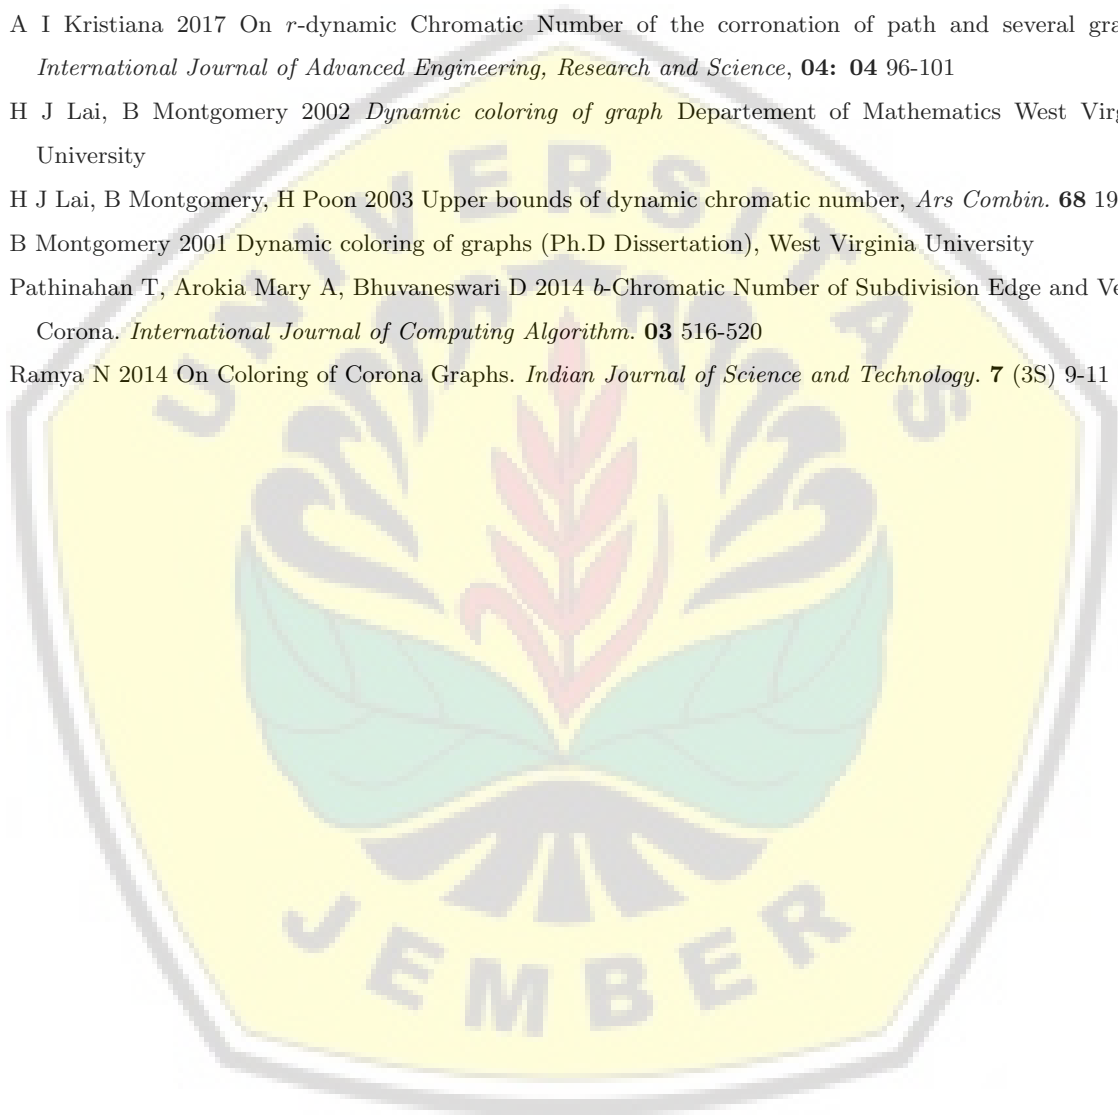 A I Kristiana 2017 On r-dynamic Chromatic Number of the corronation of path and several
International Journal of Advanced Engineering, Research and Science, 04: 04 96-101
H J Lai, B Montgomery 2002 Dynamic coloring of graph Departement of Mathematics West
University
H J Lai, B Montgomery, H Poon 2003 Upper bounds of dynamic chromatic number, Ars Combin. 68
B Montgomery 2001 Dynamic coloring of graphs (Ph.D Dissertation), West Virginia University
Pathinahan T, Arokia Mary A, Bhuvaneswari D 2014 b-Chromatic Number of Subdivision Edge and
Corona. International Journal of Computing Algorithm. 03 516-520
Ramya N 2014 On Coloring of Corona Graphs. Indian Journal of Science and Technology. 7 (3S) 9-11
UNIVERSITAS
JEMBER